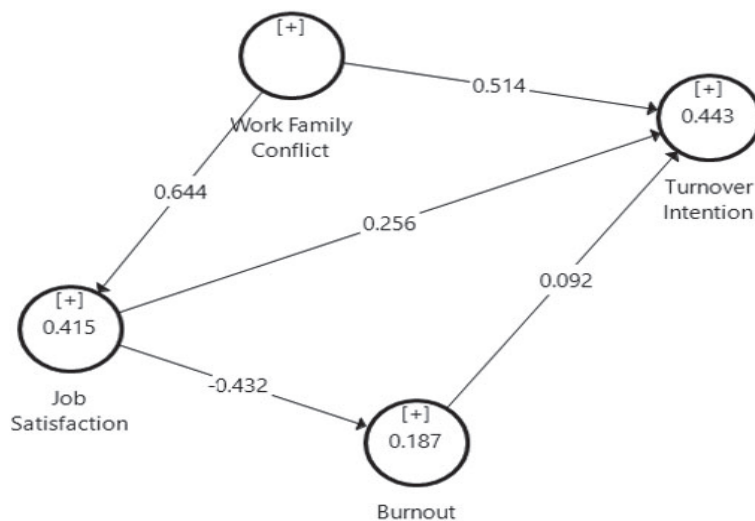 [+]
Work Family
Conflict
0.514
[+]
0.443
Turnover
Intention
0.644
0.256
0.092
[+]
0.415
Job
Satisfaction
-0.432
[+]
0.187
Burnout